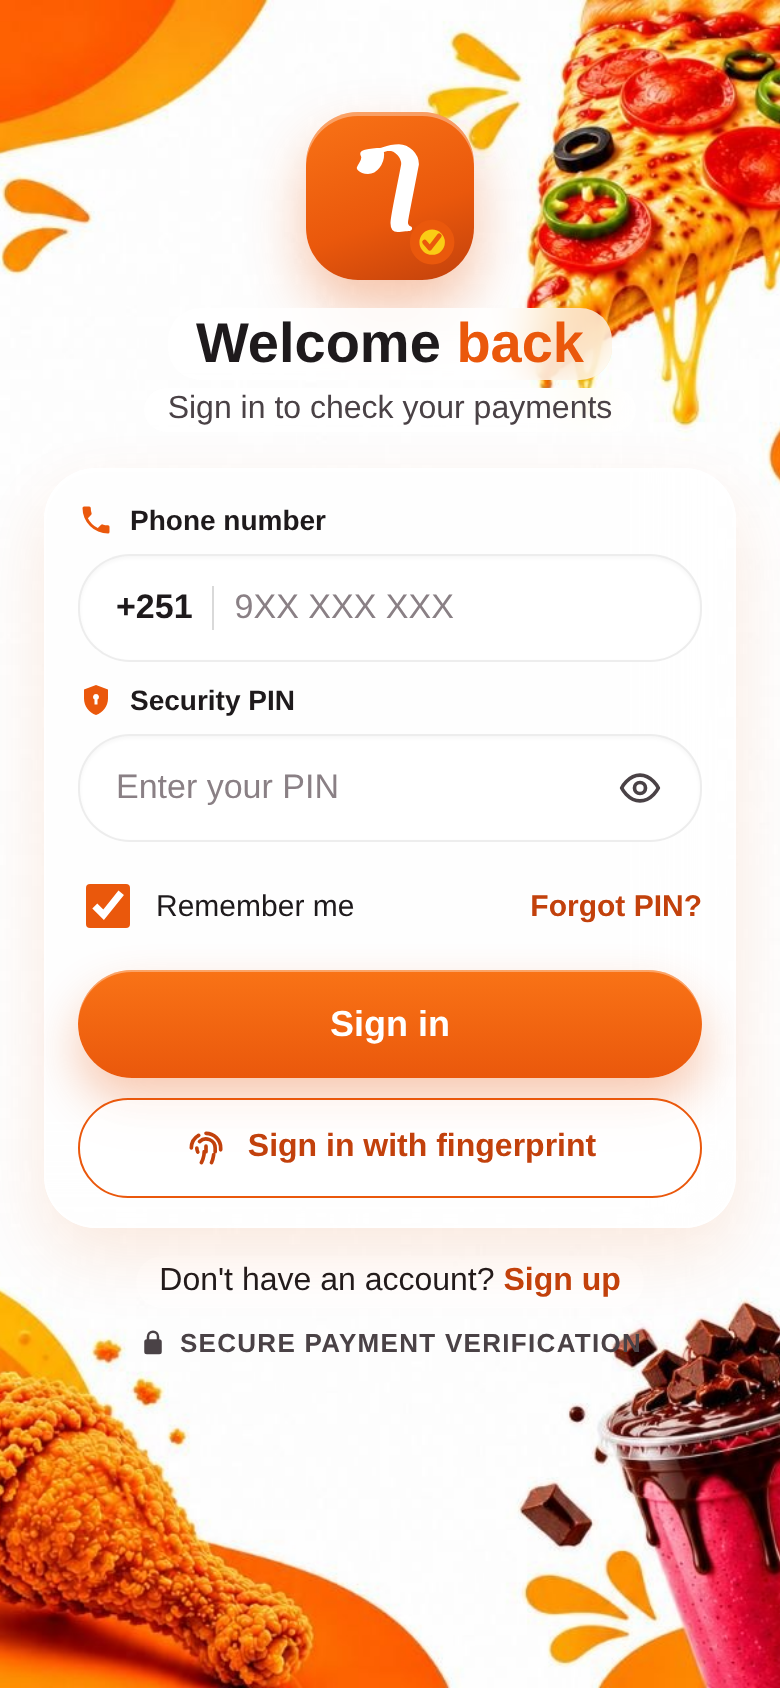 ገ
Welcome back
Sign in to check your payments
Phone number
+251 9XX XXX XXX
Security PIN
Enter your PIN
Remember me
Forgot PIN?
Sign in
Sign in with fingerprint
Don't have an account? Sign up
SECURE PAYMENT VERIFICATION